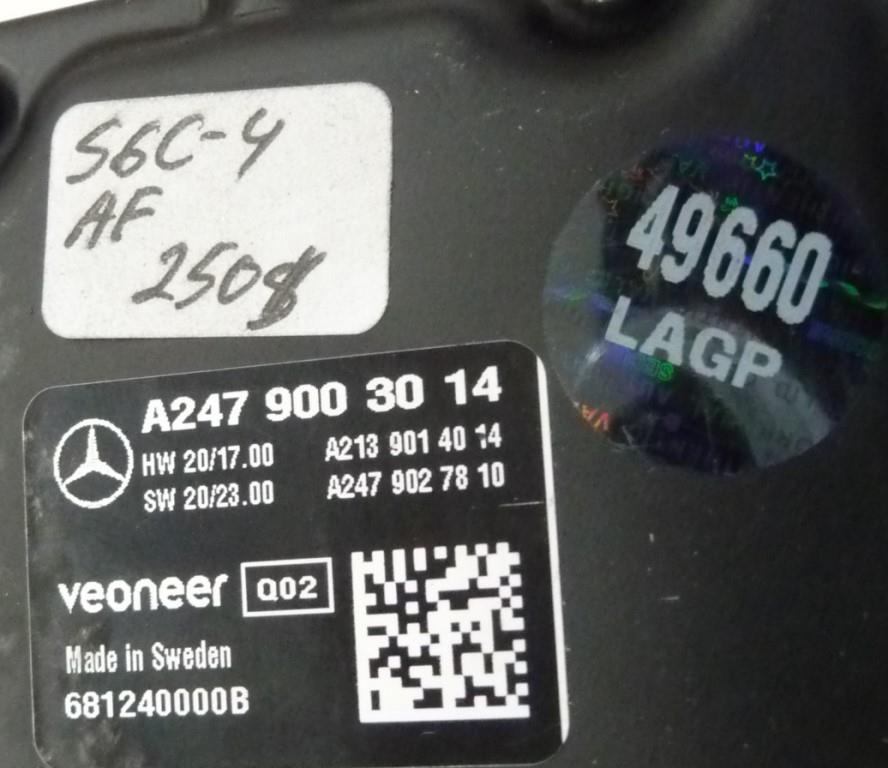 S6C-4
AF
250$
49660
LAGP
A247 900 30 14
HW 20/17.00 A213 901 40 14
SW 20/23.00 A247 902 78 10
veoneer Q02
Made in Sweden
681240000B